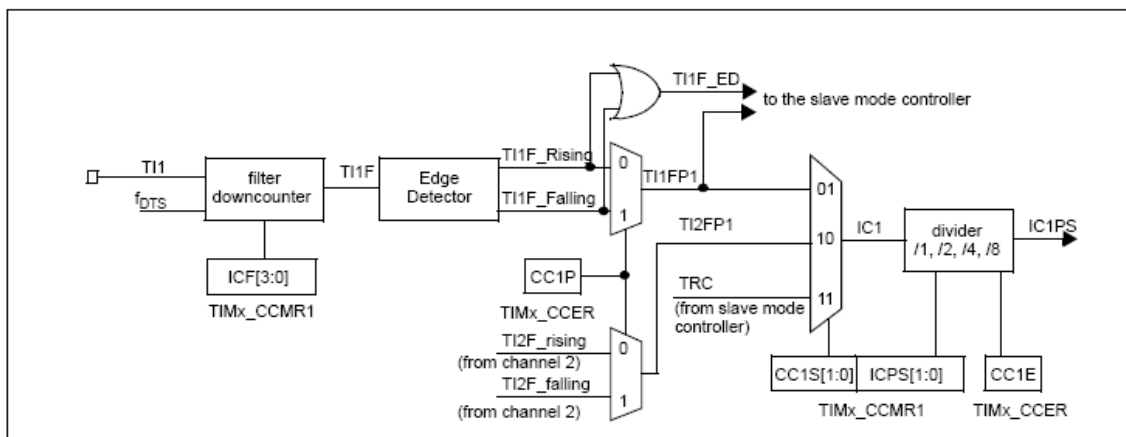 TI1F_ED
to the slave mode controller
TI1
fDTS
filter
downcounter
TI1F
Edge
Detector
TI1F_Rising
TI1F_Falling
0
1
TI1FP1
TI2FP1
01
10
11
IC1
divider
/1, /2, /4, /8
IC1PS
ICF[3:0]
TIMx_CCMR1
CC1P
TIMx_CCER
TRC
(from slave mode
controller)
TI2F_rising
(from channel 2)
TI2F_falling
(from channel 2)
0
1
CC1S[1:0]
ICPS[1:0]
TIMx_CCMR1
CC1E
TIMx_CCER